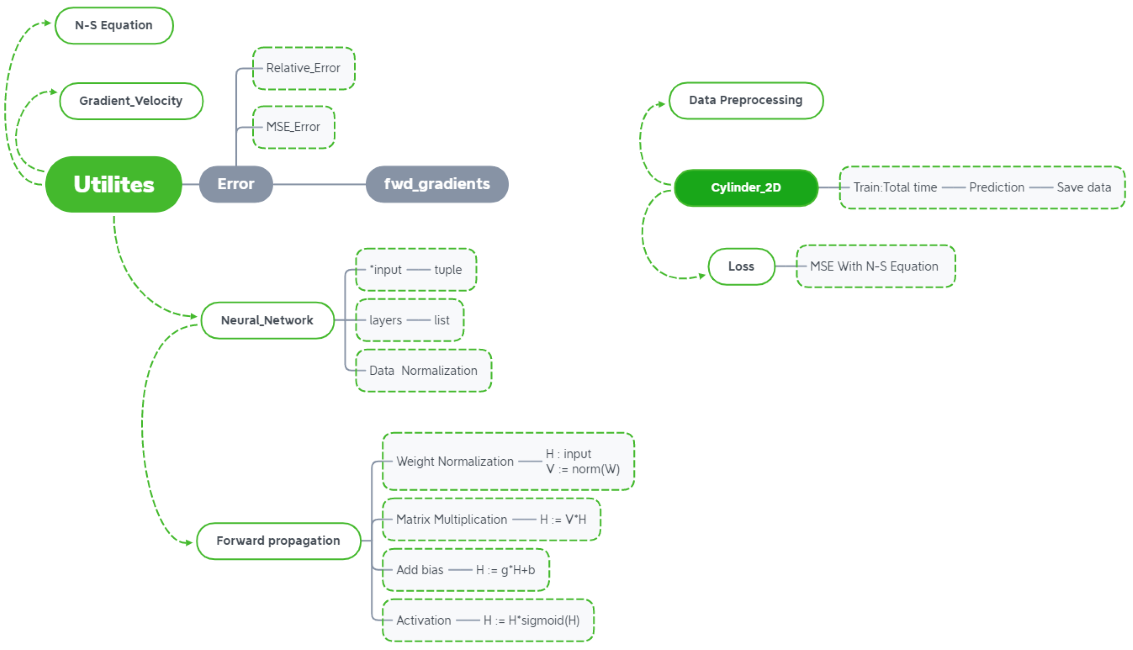 N-S Equation
Gradient_Velocity
Utilites
Error
Relative_Error
MSE_Error
fwd_gradients
Neural_Network
*input
tuple
layers
list
Data Normalization
Forward propagation
Weight Normalization
H : input
V := norm(W)
Matrix Multiplication
H := V*H
Add bias
H := g*H+b
Activation
H := H*sigmoid(H)
Data Preprocessing
Cylinder_2D
Train:Total time
Prediction
Save data
Loss
MSE With N-S Equation